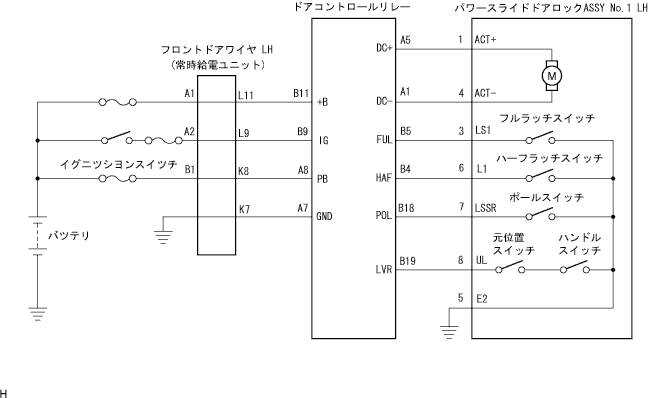 ドアコントロールリレー
パワースライドドアロックASSY No.1 LH
フロントドアワイヤ LH
(常時給電ユニット)
DC+ A5 1 ACT+
M
A1 L11 B11 +B
DC- A1 4 ACT-
フルラッチスイッチ
A2 L9 B9 IG
FUL B5 3 LS1
イグニツシヨンスイツチ
ハーフラッチスイッチ
B1 K8 A8 PB
HAF B4 6 L1
ポールスイッチ
K7 A7 GND
POL B18 7 LSSR
バツテリ
元位置
スイッチ
ハンドル
スイッチ
LVR B19 8 UL
5 E2
H